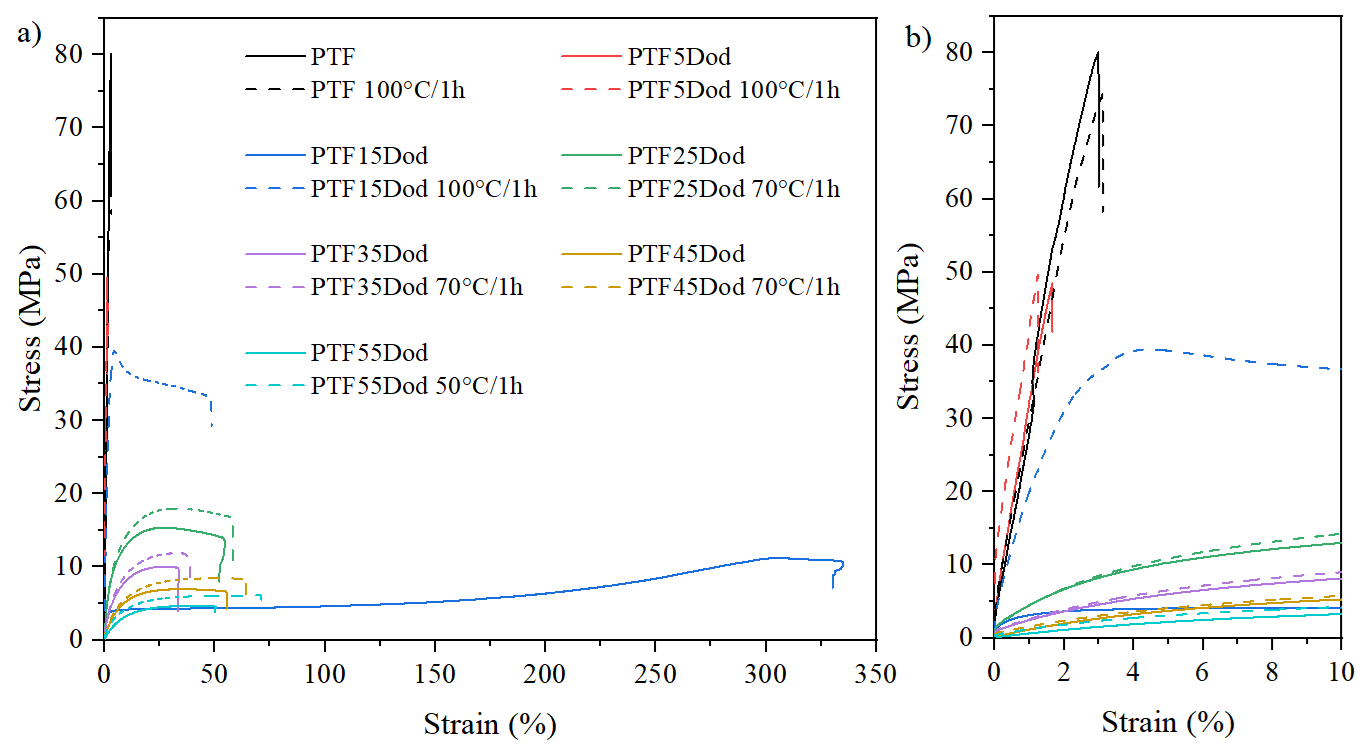 a)
Stress (MPa)
80
70
60
50
40
30
20
10
0
0 50 100 150 200 250 300 350
Strain (%)
PTF PTF5Dod
PTF 100°C/1h PTF5Dod 100°C/1h
PTF15Dod PTF25Dod
PTF15Dod 100°C/1h PTF25Dod 70°C/1h
PTF35Dod PTF45Dod
PTF35Dod 70°C/1h PTF45Dod 70°C/1h
PTF55Dod
PTF55Dod 50°C/1h
b)
Stress (MPa)
80
70
60
50
40
30
20
10
0
0 2 4 6 8 10
Strain (%)